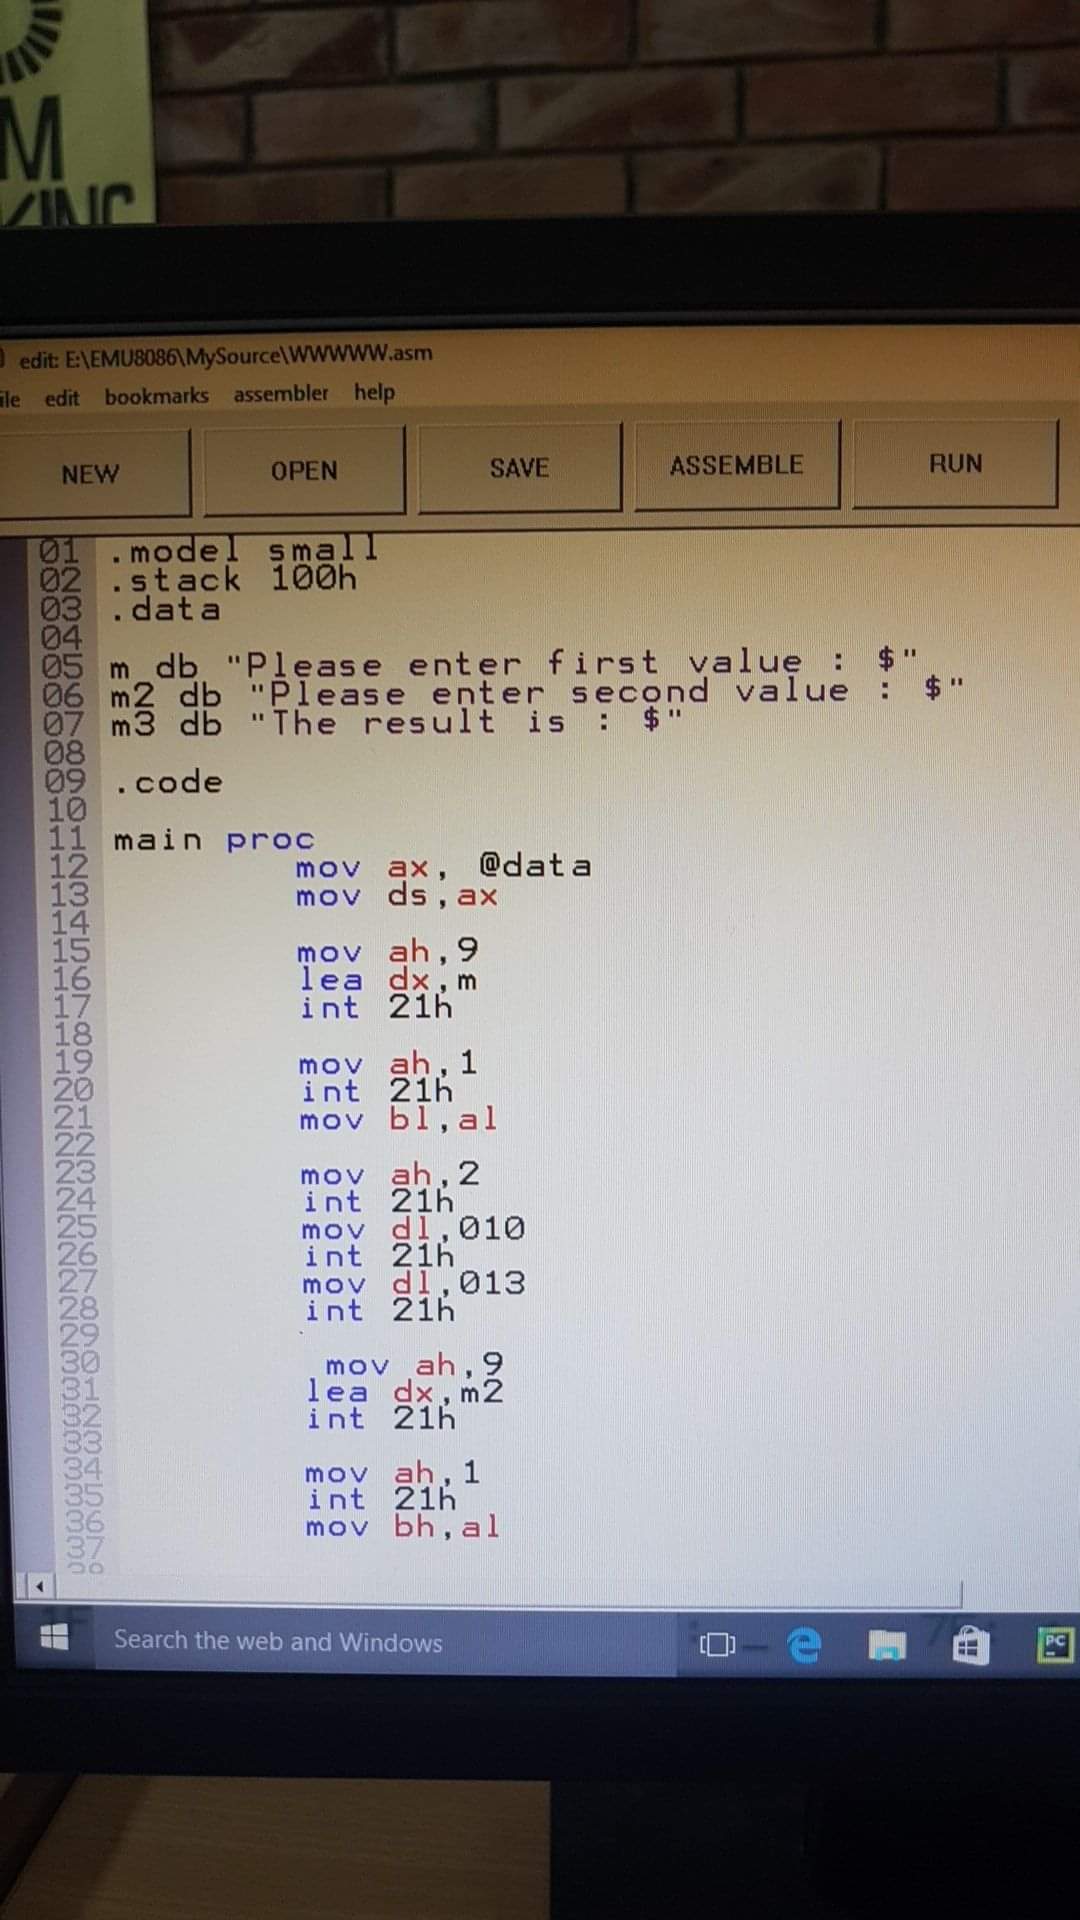 M
KING
edit: E:\EMU8086\MySource\WWWWW.asm
ile edit bookmarks assembler help
NEW OPEN SAVE ASSEMBLE RUN
01 .model small
02 .stack 100h
03 .data
04
05 m db "Please enter first value : $"
06 m2 db "Please enter second value : $"
07 m3 db "The result is : $"
08
09 .code
10
11 main proc
12 mov ax, @data
13 mov ds,ax
14
15 mov ah,9
16 lea dx,m
17 int 21h
18
19 mov ah,1
20 int 21h
21 mov bl,al
22
23 mov ah,2
24 int 21h
25 mov dl,010
26 int 21h
27 mov dl,013
28 int 21h
29
30 mov ah,9
31 lea dx,m2
32 int 21h
33
34 mov ah,1
35 int 21h
36 mov bh,al
37
Search the web and Windows
PC